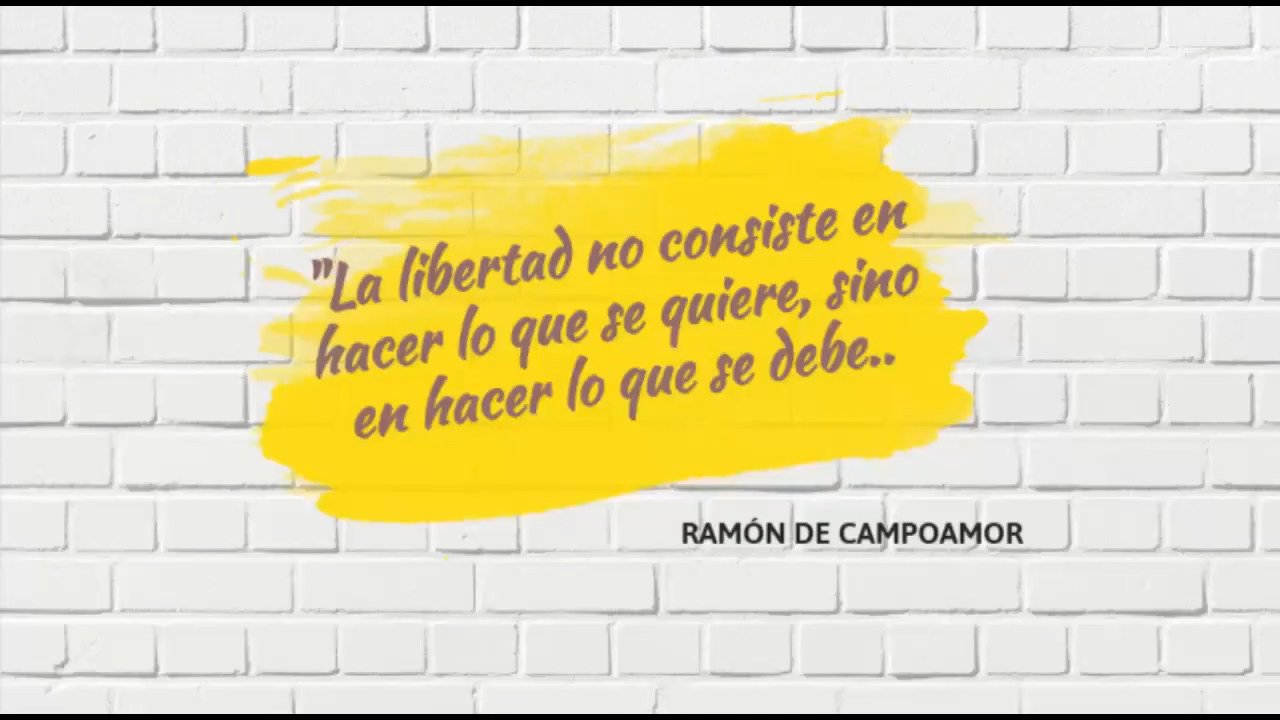 "La libertad no consiste en
hacer lo que se quiere, sino
en hacer lo que se debe..
RAMÓN DE CAMPOAMOR